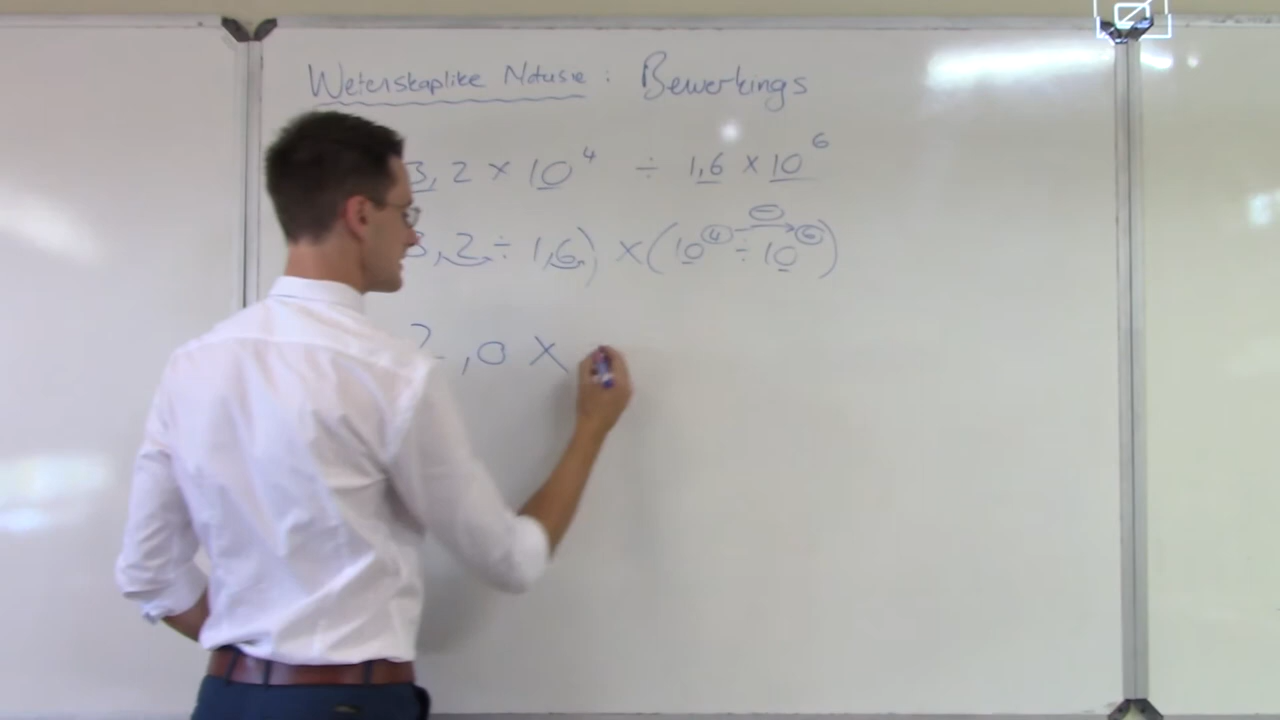 Wetenskaplike Notasie : Bewerkings
3, 2 × 10⁴ ÷ 1,6 × 10⁶
3, 2 ÷ 1,6) × (10⁴ ÷ 10⁶)
−
2,0 ×